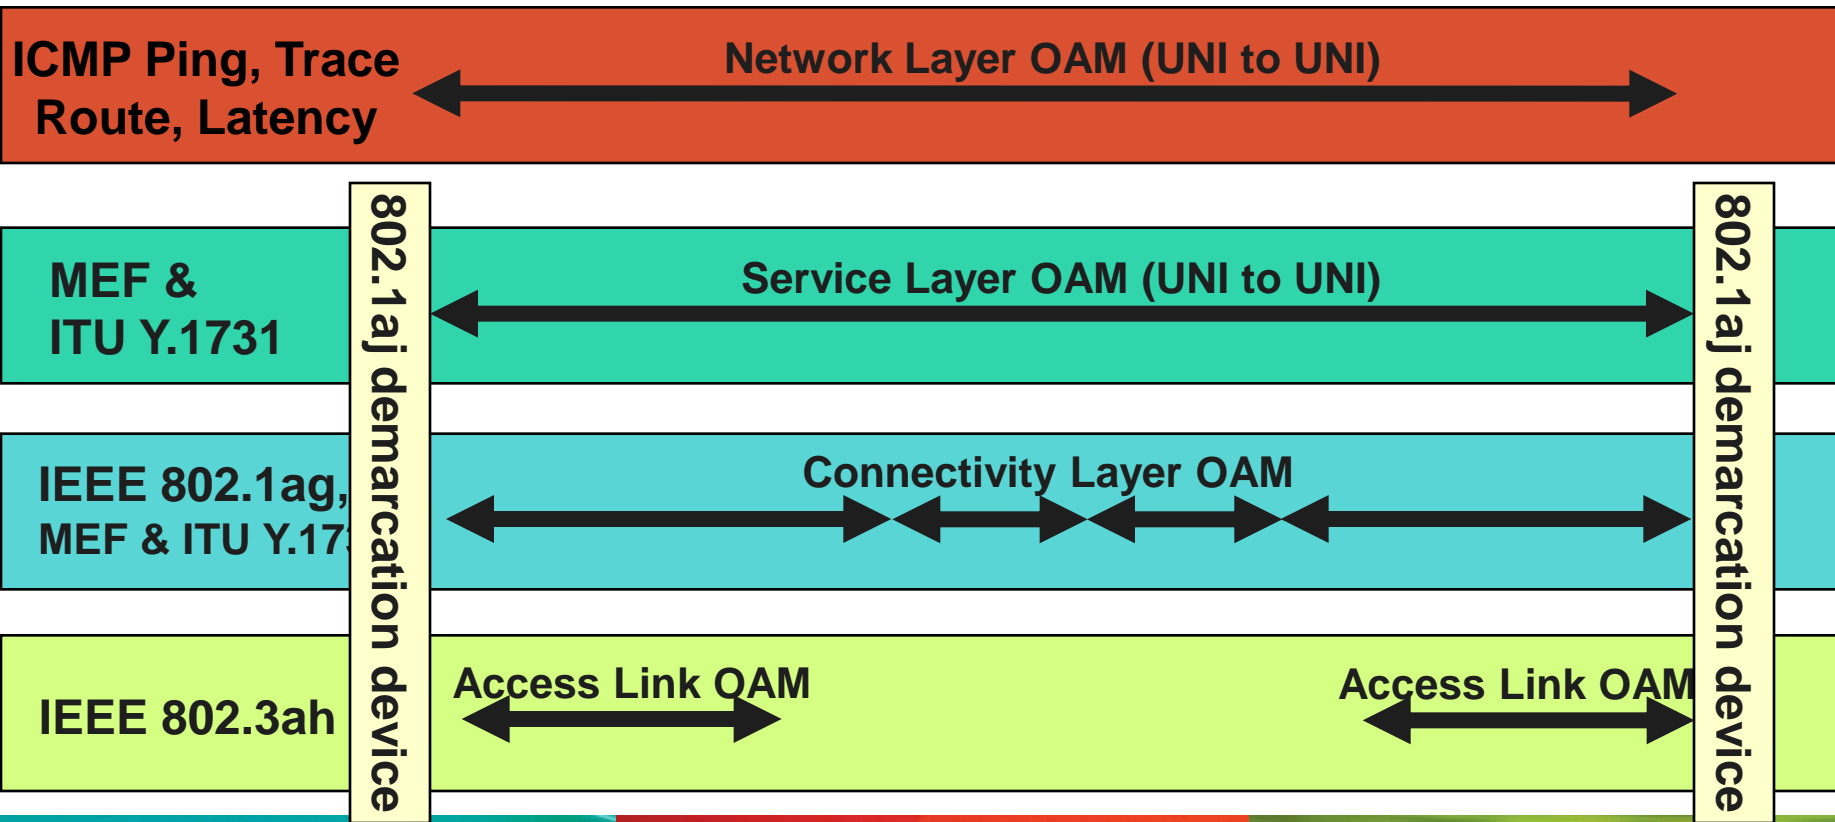 ICMP Ping, Trace
Route, Latency
Network Layer OAM (UNI to UNI)
MEF &
ITU Y.1731
Service Layer OAM (UNI to UNI)
IEEE 802.1ag,
MEF & ITU
Connectivity Layer OAM
IEEE 802.3ah
Access Link OAM
Access Link OAM
802.1aj demarcation device
802.1aj demarcation device